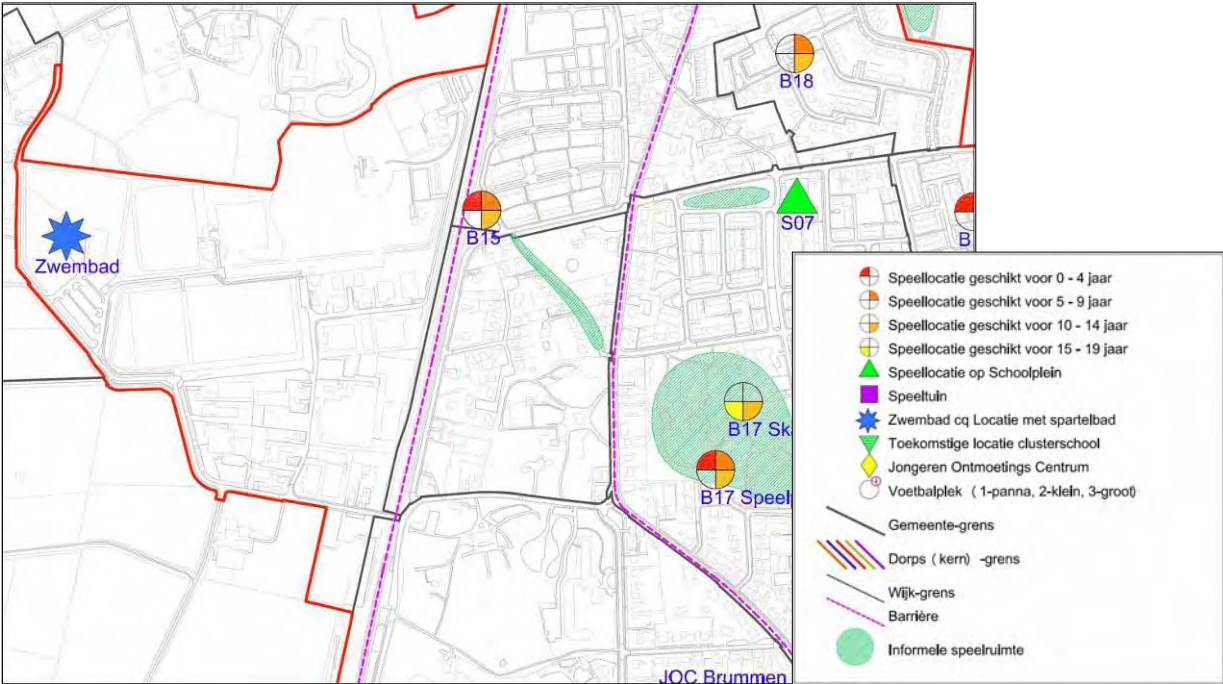 B18
B15
S07
Zwembad
B
B17 Ska
B17 Speel
JOC Brummen
Speellocatie geschikt voor 0 - 4 jaar
Speellocatie geschikt voor 5 - 9 jaar
Speellocatie geschikt voor 10 - 14 jaar
Speellocatie geschikt voor 15 - 19 jaar
Speellocatie op Schoolplein
Speeltuin
Zwembad cq Locatie met spartelbad
Toekomstige locatie clusterschool
Jongeren Ontmoetings Centrum
Voetbalplek ( 1-panna, 2-klein, 3-groot)
Gemeente-grens
Dorps ( kern) -grens
Wijk-grens
Barrière
Informele speelruimte